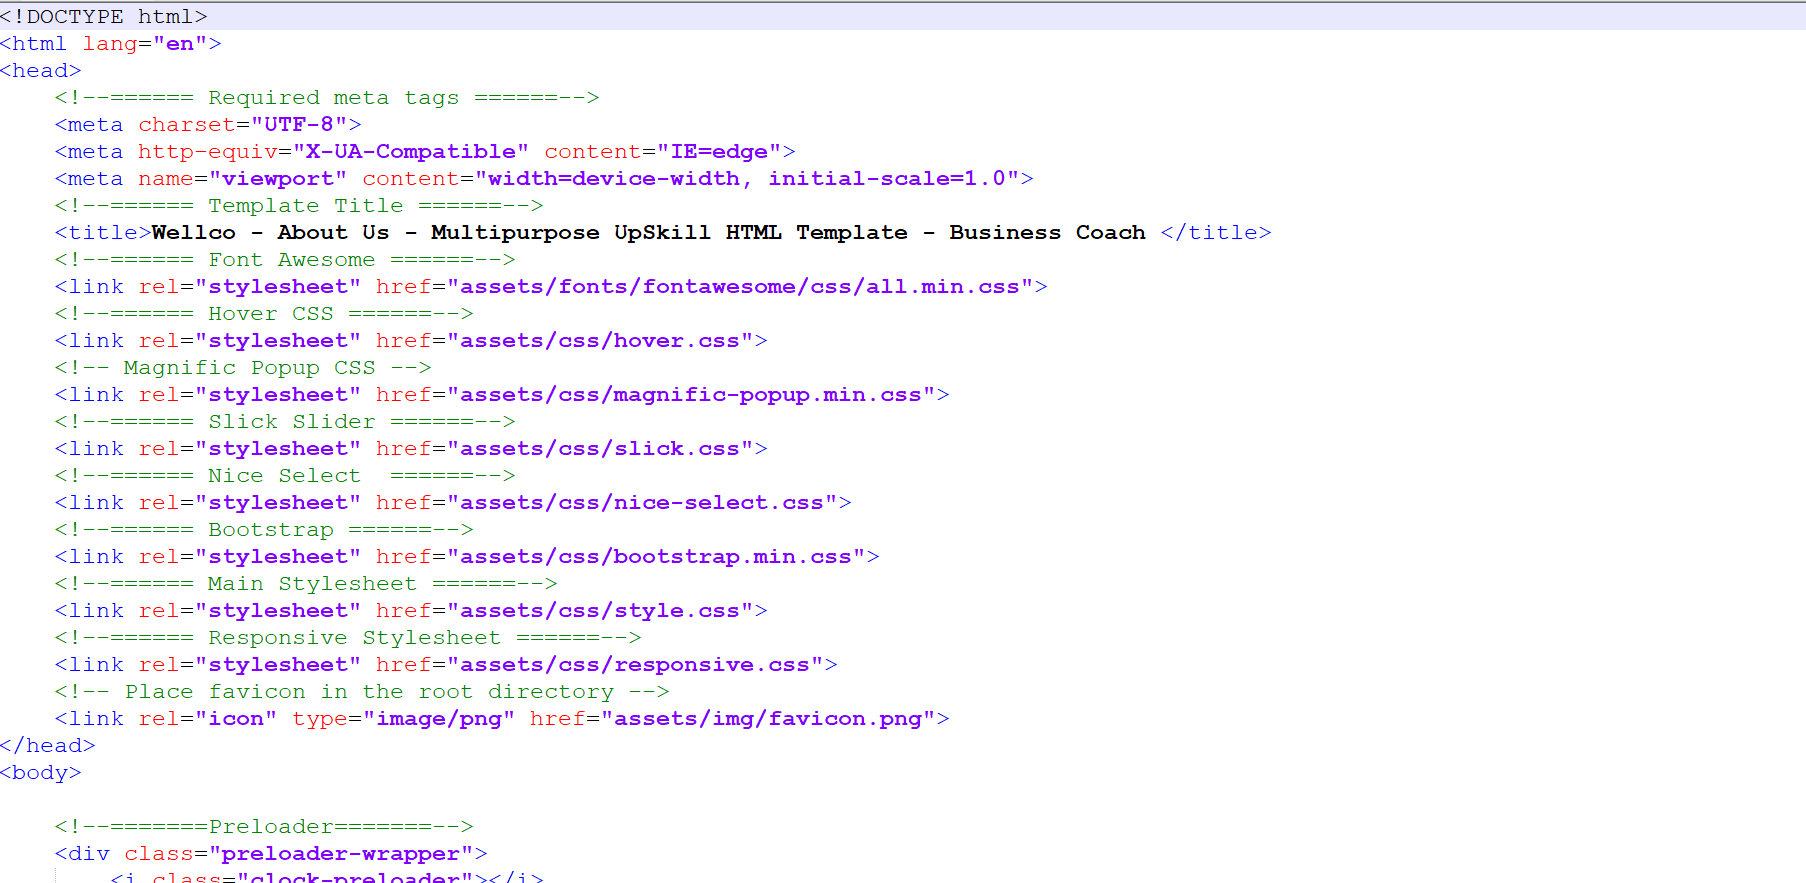 <!DOCTYPE html>
<html lang="en">
<head>
    <!--====== Required meta tags ======-->
    <meta charset="UTF-8">
    <meta http-equiv="X-UA-Compatible" content="IE=edge">
    <meta name="viewport" content="width=device-width, initial-scale=1.0">
    <!--====== Template Title ======-->
    <title>Wellco - About Us - Multipurpose UpSkill HTML Template - Business Coach </title>
    <!--====== Font Awesome ======-->
    <link rel="stylesheet" href="assets/fonts/fontawesome/css/all.min.css">
    <!--====== Hover CSS ======-->
    <link rel="stylesheet" href="assets/css/hover.css">
    <!-- Magnific Popup CSS -->
    <link rel="stylesheet" href="assets/css/magnific-popup.min.css">
    <!--====== Slick Slider ======-->
    <link rel="stylesheet" href="assets/css/slick.css">
    <!--====== Nice Select  ======-->
    <link rel="stylesheet" href="assets/css/nice-select.css">
    <!--====== Bootstrap ======-->
    <link rel="stylesheet" href="assets/css/bootstrap.min.css">
    <!--====== Main Stylesheet ======-->
    <link rel="stylesheet" href="assets/css/style.css">
    <!--====== Responsive Stylesheet ======-->
    <link rel="stylesheet" href="assets/css/responsive.css">
    <!-- Place favicon in the root directory -->
    <link rel="icon" type="image/png" href="assets/img/favicon.png">
</head>
<body>
    <!--=======Preloader=======-->
    <div class="preloader-wrapper">
        <i class="clock-preloader"></i>